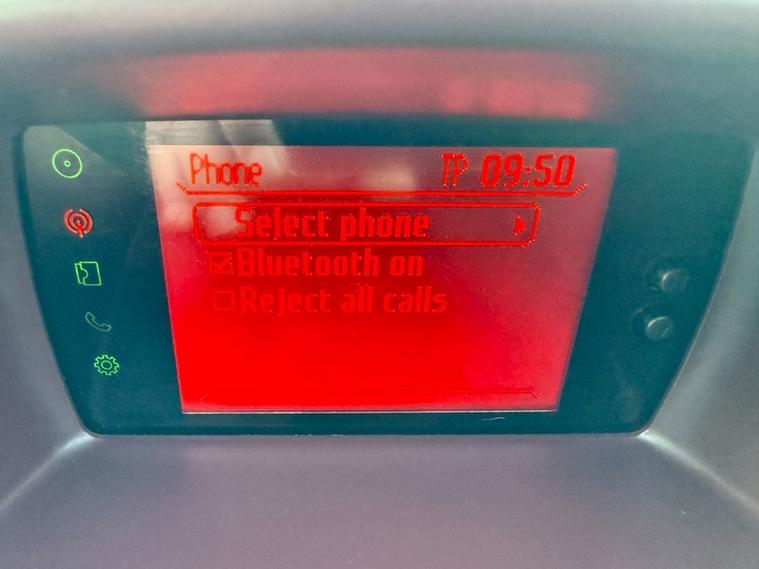 Phone TP 09:50
Select phone
Bluetooth on
Reject all calls